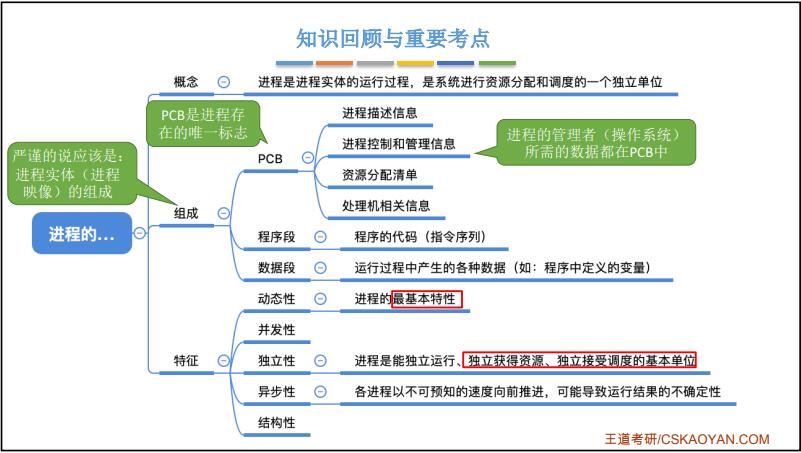 知识回顾与重要考点
概念
进程是进程实体的运行过程，是系统进行资源分配和调度的一个独立单位
PCB是进程存
在的唯一标志
进程描述信息
进程控制和管理信息
进程的管理者（操作系统）
所需的数据都在PCB中
PCB
资源分配清单
处理机相关信息
严谨的说应该是：
进程实体（进程
映像）的组成
组成
进程的...
程序段
程序的代码（指令序列）
数据段
运行过程中产生的各种数据（如：程序中定义的变量）
动态性
进程的最基本特性
并发性
特征
独立性
进程是能独立运行、独立获得资源、独立接受调度的基本单位
异步性
各进程以不可预知的速度向前推进，可能导致运行结果的不确定性
结构性
王道考研/CSKAOYAN.COM